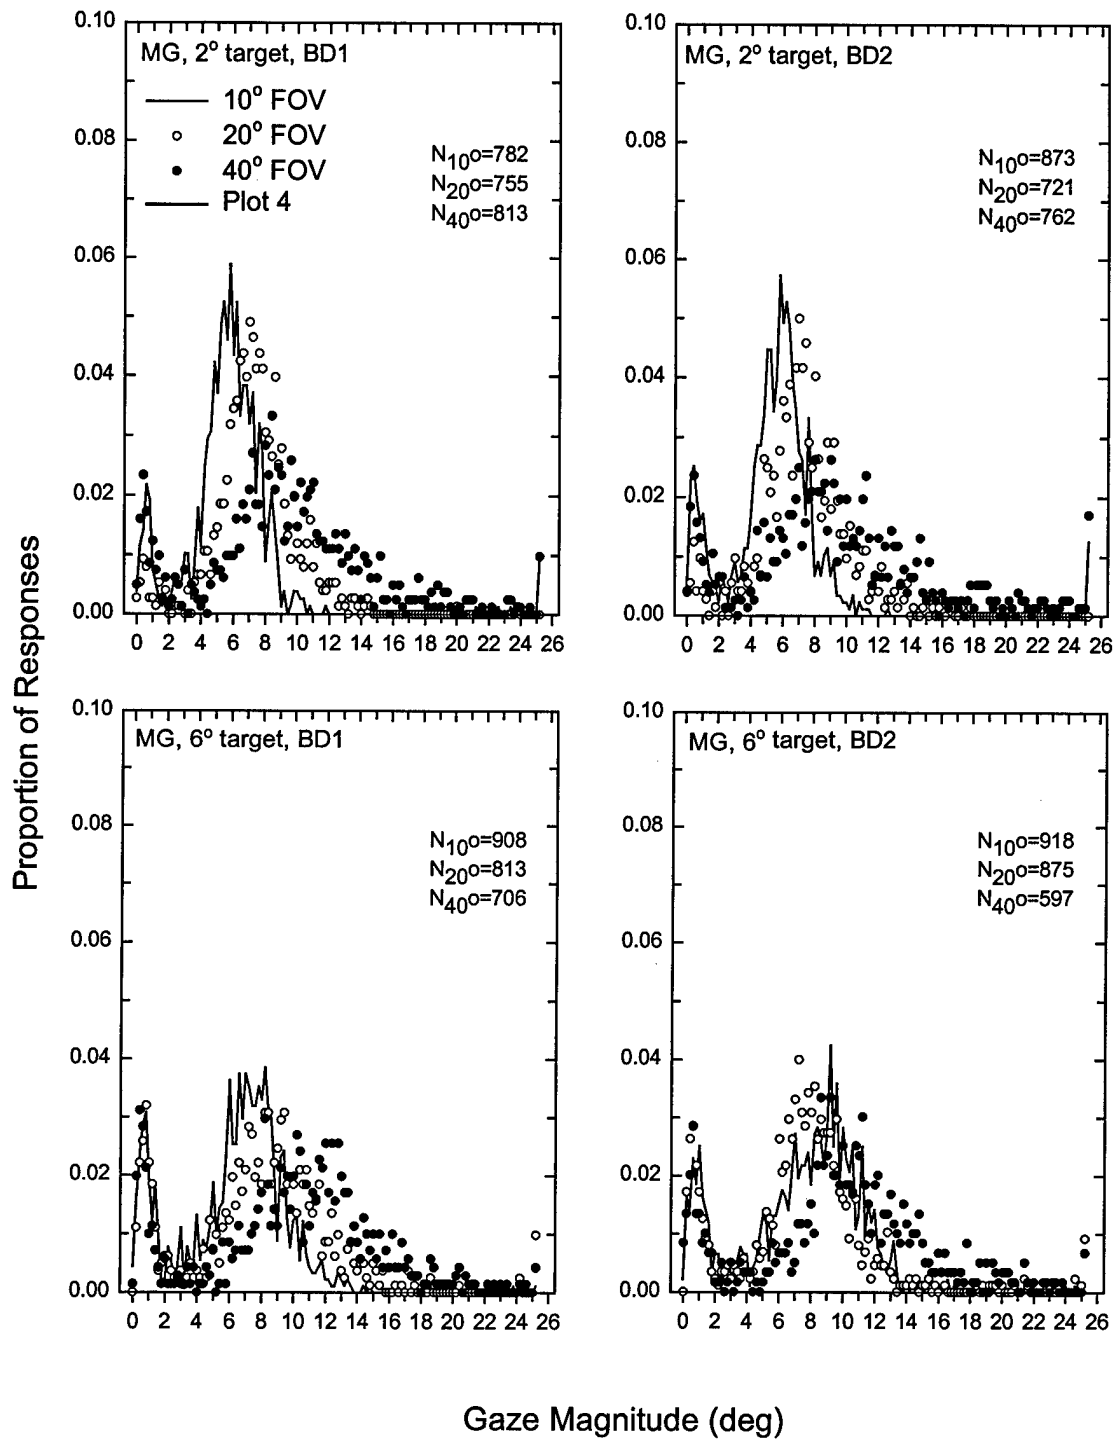 Proportion of Responses
MG, 2° target, BD1
10° FOV
20° FOV
40° FOV
Plot 4
N10°=782
N20°=755
N40°=813
0.10
0.08
0.06
0.04
0.02
0.00
0 2 4 6 8 10 12 14 16 18 20 22 24 26
MG, 2° target, BD2
N10°=873
N20°=721
N40°=762
0.10
0.08
0.06
0.04
0.02
0.00
0 2 4 6 8 10 12 14 16 18 20 22 24 26
MG, 6° target, BD1
N10°=908
N20°=813
N40°=706
0.10
0.08
0.06
0.04
0.02
0.00
0 2 4 6 8 10 12 14 16 18 20 22 24 26
MG, 6° target, BD2
N10°=918
N20°=875
N40°=597
0.10
0.08
0.06
0.04
0.02
0.00
0 2 4 6 8 10 12 14 16 18 20 22 24 26
Gaze Magnitude (deg)